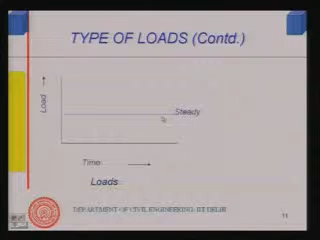 TYPE OF LOADS (Contd.)
Load
Steady
Time
Loads
DEPARTMENT OF CIVIL ENGINEERING IIT DELHI
11